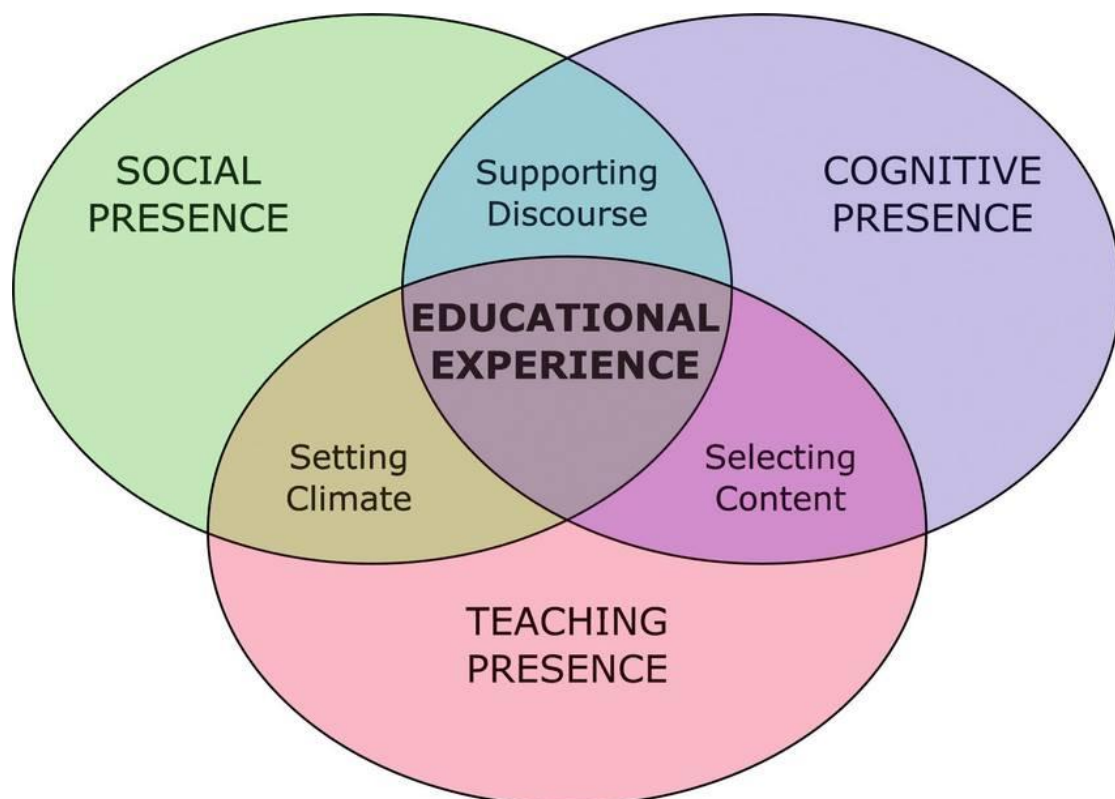 SOCIAL
PRESENCE
Supporting
Discourse
COGNITIVE
PRESENCE
EDUCATIONAL
EXPERIENCE
Setting
Climate
Selecting
Content
TEACHING
PRESENCE